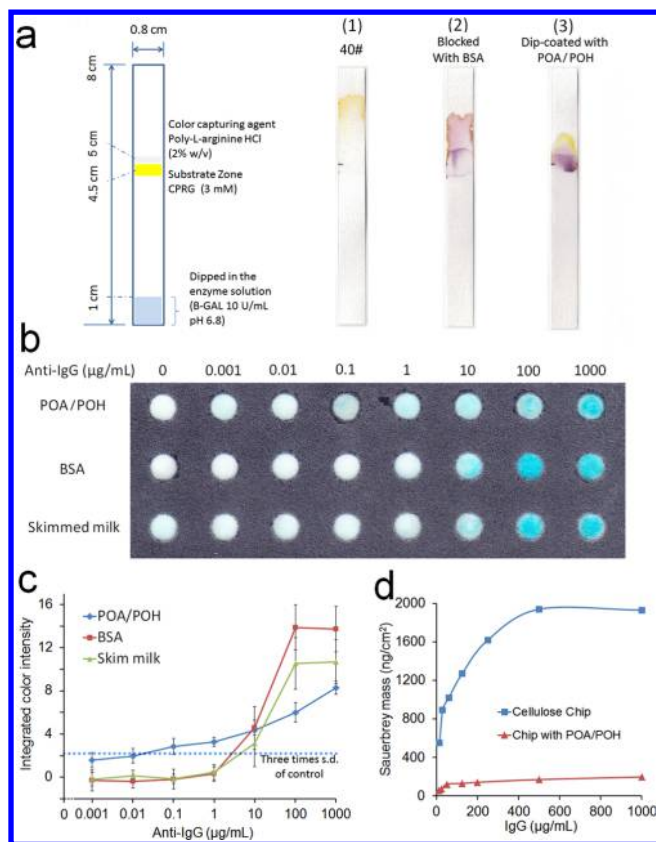 a
0.8 cm
8 cm
6 cm
4.5 cm
1 cm
Color capturing agent
Poly-L-arginine HCl
(2% w/v)
Substrate Zone
CPRG (3 mM)
Dipped in the
enzyme solution
(B-GAL 10 U/mL
pH 6.8)
(1)
40#
(2)
Blocked
With BSA
(3)
Dip-coated with
POA/POH
b
Anti-IgG (µg/mL) 0 0.001 0.01 0.1 1 10 100 1000
POA/POH
BSA
Skimmed milk
c
Integrated color intensity
16
12
8
4
0
POA/POH
BSA
Skim milk
Three times s.d.
of control
0 0.001 0.01 0.1 1 10 100 1000
Anti-IgG (µg/mL)
d
Sauerbrey mass (ng/cm²)
2000
1600
1200
800
400
0
Cellulose Chip
Chip with POA/POH
0 200 400 600 800 1000
IgG (µg/mL)